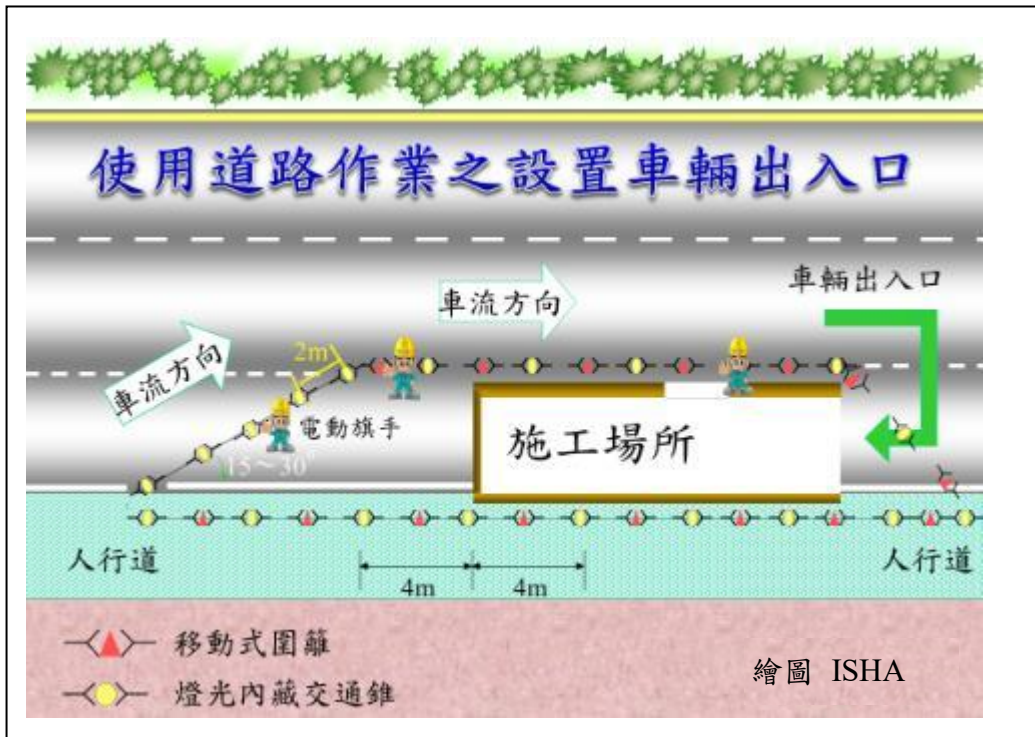 使用道路作業之設置車輛出入口
車輛出入口
車流方向
車流方向
2m
電動旗手
15～30°
施工場所
人行道
人行道
4m
4m
移動式圍籬
燈光內藏交通錐
繪圖 ISHA